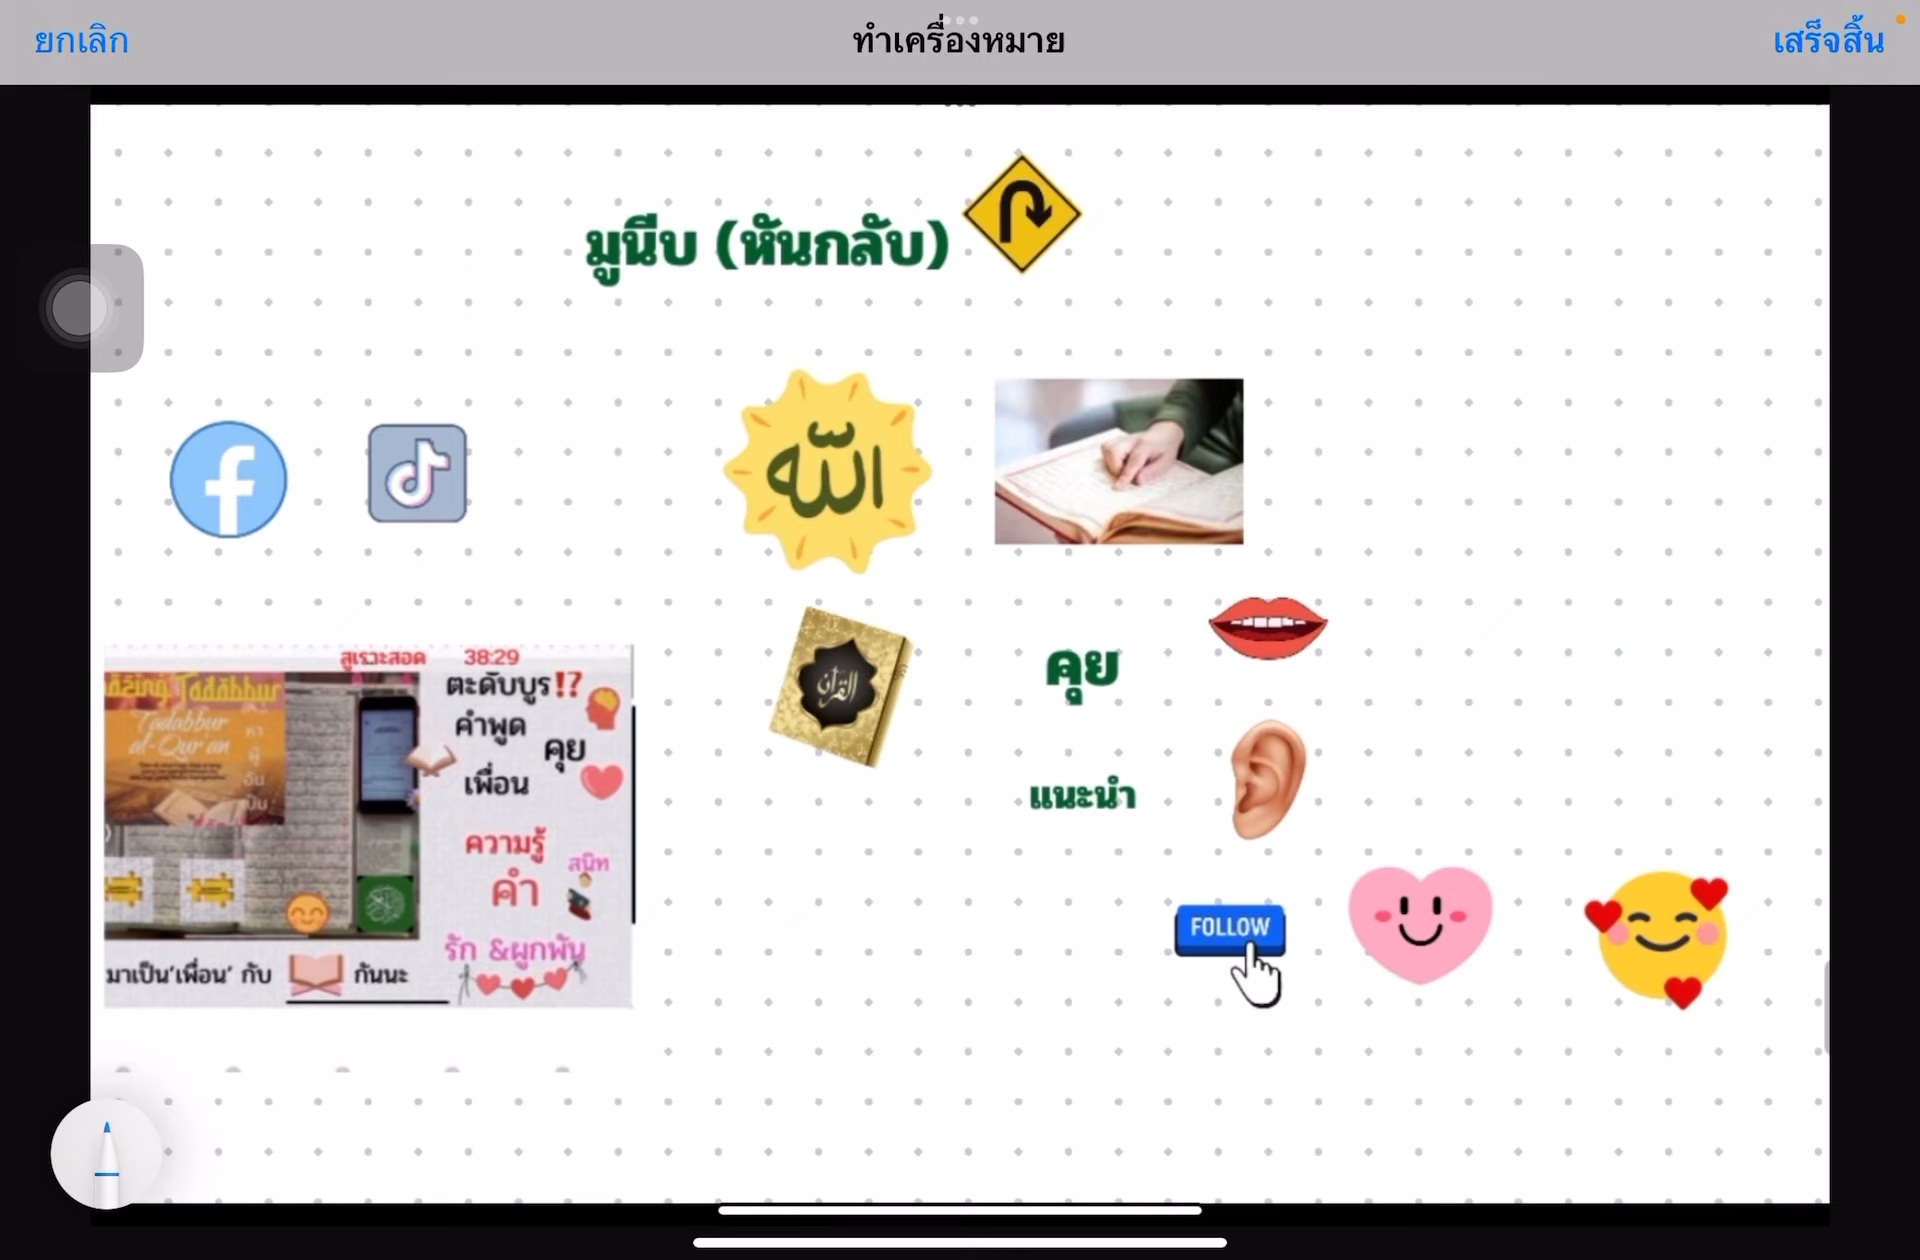 ยกเลิก
ทำเครื่องหมาย
เสร็จสิ้น
มูนีบ (หันกลับ)
الله
القرآن
คุย
แนะนำ
FOLLOW
สูเราะสอด 38:29
ตะดับบูร!?
คำพูด
คุย
เพื่อน
ความรู้
สนิท
คำ
รัก &ผูกพัน
azing Tadabbur
Tadabbur
al-Qur'an
มาเป็น'เพื่อน' กับ
กันนะ